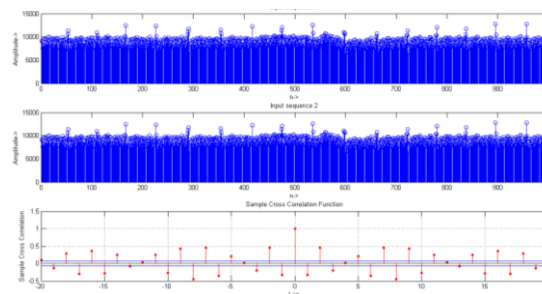 15000
10000
5000
0
Amplitude->
0 100 200 300 400 500 600 700 800 900
n->
Input sequence 2
15000
10000
5000
0
Amplitude->
0 100 200 300 400 500 600 700 800 900
n->
Sample Cross Correlation Function
1.5
1
0.5
0
-0.5
Sample Cross Correlation
-20 -15 -10 -5 0 5 10 15